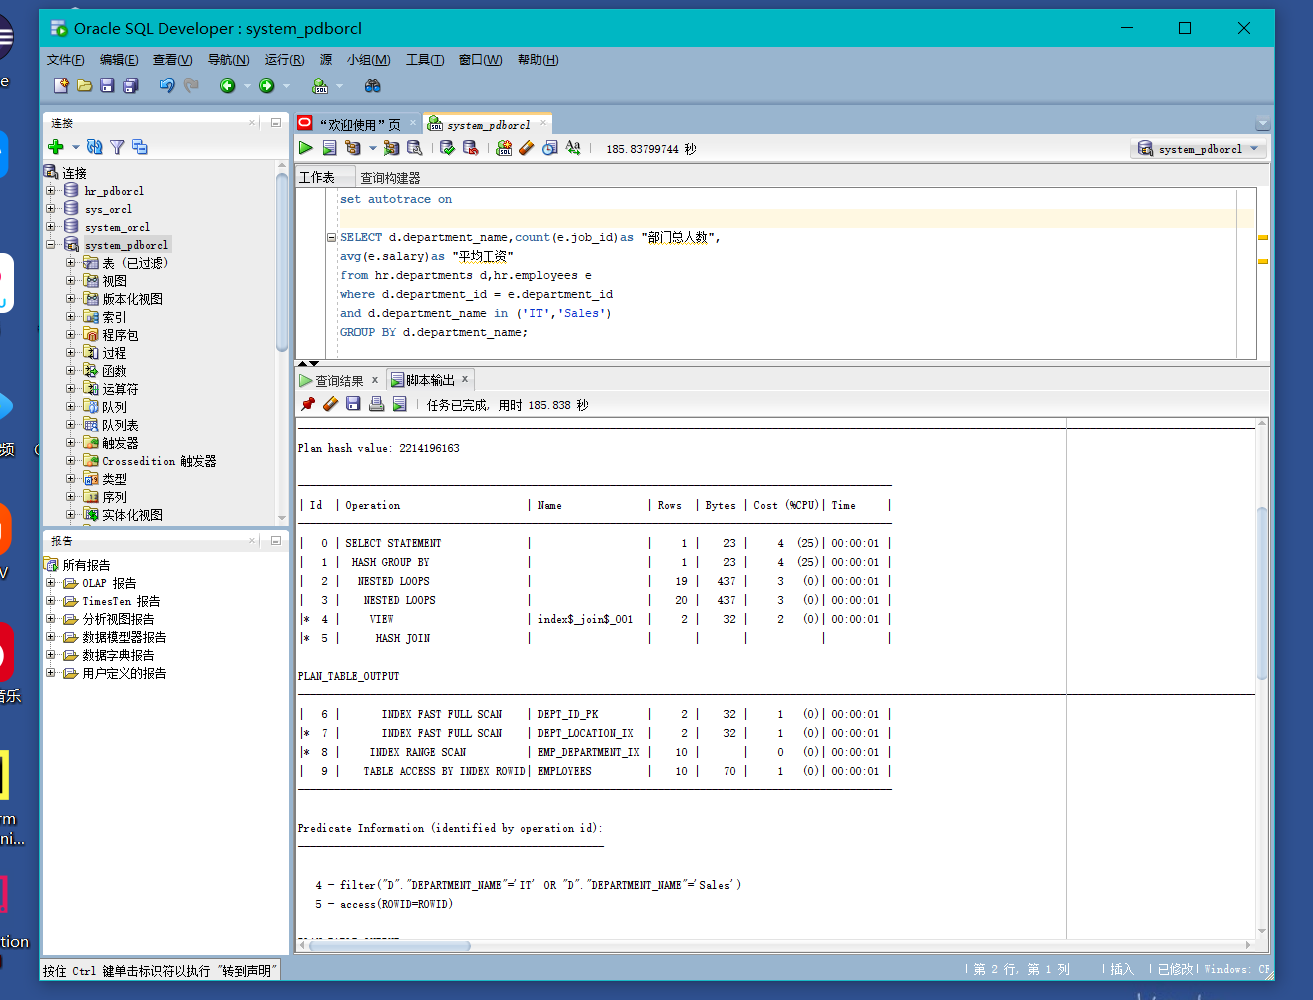 Oracle SQL Developer : system_pdborcl
文件(F) 编辑(E) 查看(V) 导航(N) 运行(R) 源 小组(M) 工具(T) 窗口(W) 帮助(H)
连接
连接
hr_pdborcl
sys_orcl
system_orcl
system_pdborcl
表 (已过滤)
视图
版本化视图
索引
程序包
过程
函数
运算符
队列
队列表
触发器
Crossedition 触发器
类型
序列
实体化视图
报告
所有报告
OLAP 报告
TimesTen 报告
分析视图报告
数据模型器报告
数据字典报告
用户定义的报告
“欢迎使用”页 system_pdborcl
185.83799744 秒
system_pdborcl
工作表 查询构建器
set autotrace on
SELECT d.department_name,count(e.job_id)as "部门总人数",
avg(e.salary)as "平均工资"
from hr.departments d,hr.employees e
where d.department_id = e.department_id
and d.department_name in ('IT','Sales')
GROUP BY d.department_name;
查询结果 x 脚本输出 x
任务已完成, 用时 185.838 秒
Plan hash value: 2214196163
| Id | Operation | Name | Rows | Bytes | Cost (%CPU)| Time |
| 0 | SELECT STATEMENT | | 1 | 23 | 4 (25)| 00:00:01 |
| 1 | HASH GROUP BY | | 1 | 23 | 4 (25)| 00:00:01 |
| 2 | NESTED LOOPS | | 19 | 437 | 3 (0)| 00:00:01 |
| 3 | NESTED LOOPS | | 20 | 437 | 3 (0)| 00:00:01 |
|* 4 | VIEW | index$_join$_001 | 2 | 32 | 2 (0)| 00:00:01 |
|* 5 | HASH JOIN | | | | | |
PLAN_TABLE_OUTPUT
| 6 | INDEX FAST FULL SCAN | DEPT_ID_PK | 2 | 32 | 1 (0)| 00:00:01 |
|* 7 | INDEX FAST FULL SCAN | DEPT_LOCATION_IX | 2 | 32 | 1 (0)| 00:00:01 |
|* 8 | INDEX RANGE SCAN | EMP_DEPARTMENT_IX | 10 | | 0 (0)| 00:00:01 |
| 9 | TABLE ACCESS BY INDEX ROWID| EMPLOYEES | 10 | 70 | 1 (0)| 00:00:01 |
Predicate Information (identified by operation id):
4 - filter("D"."DEPARTMENT_NAME"='IT' OR "D"."DEPARTMENT_NAME"='Sales')
5 - access(ROWID=ROWID)
按住 Ctrl 键单击标识符以执行 "转到声明"
第 2 行, 第 1 列 | 插入 | 已修改 | Windows: CR